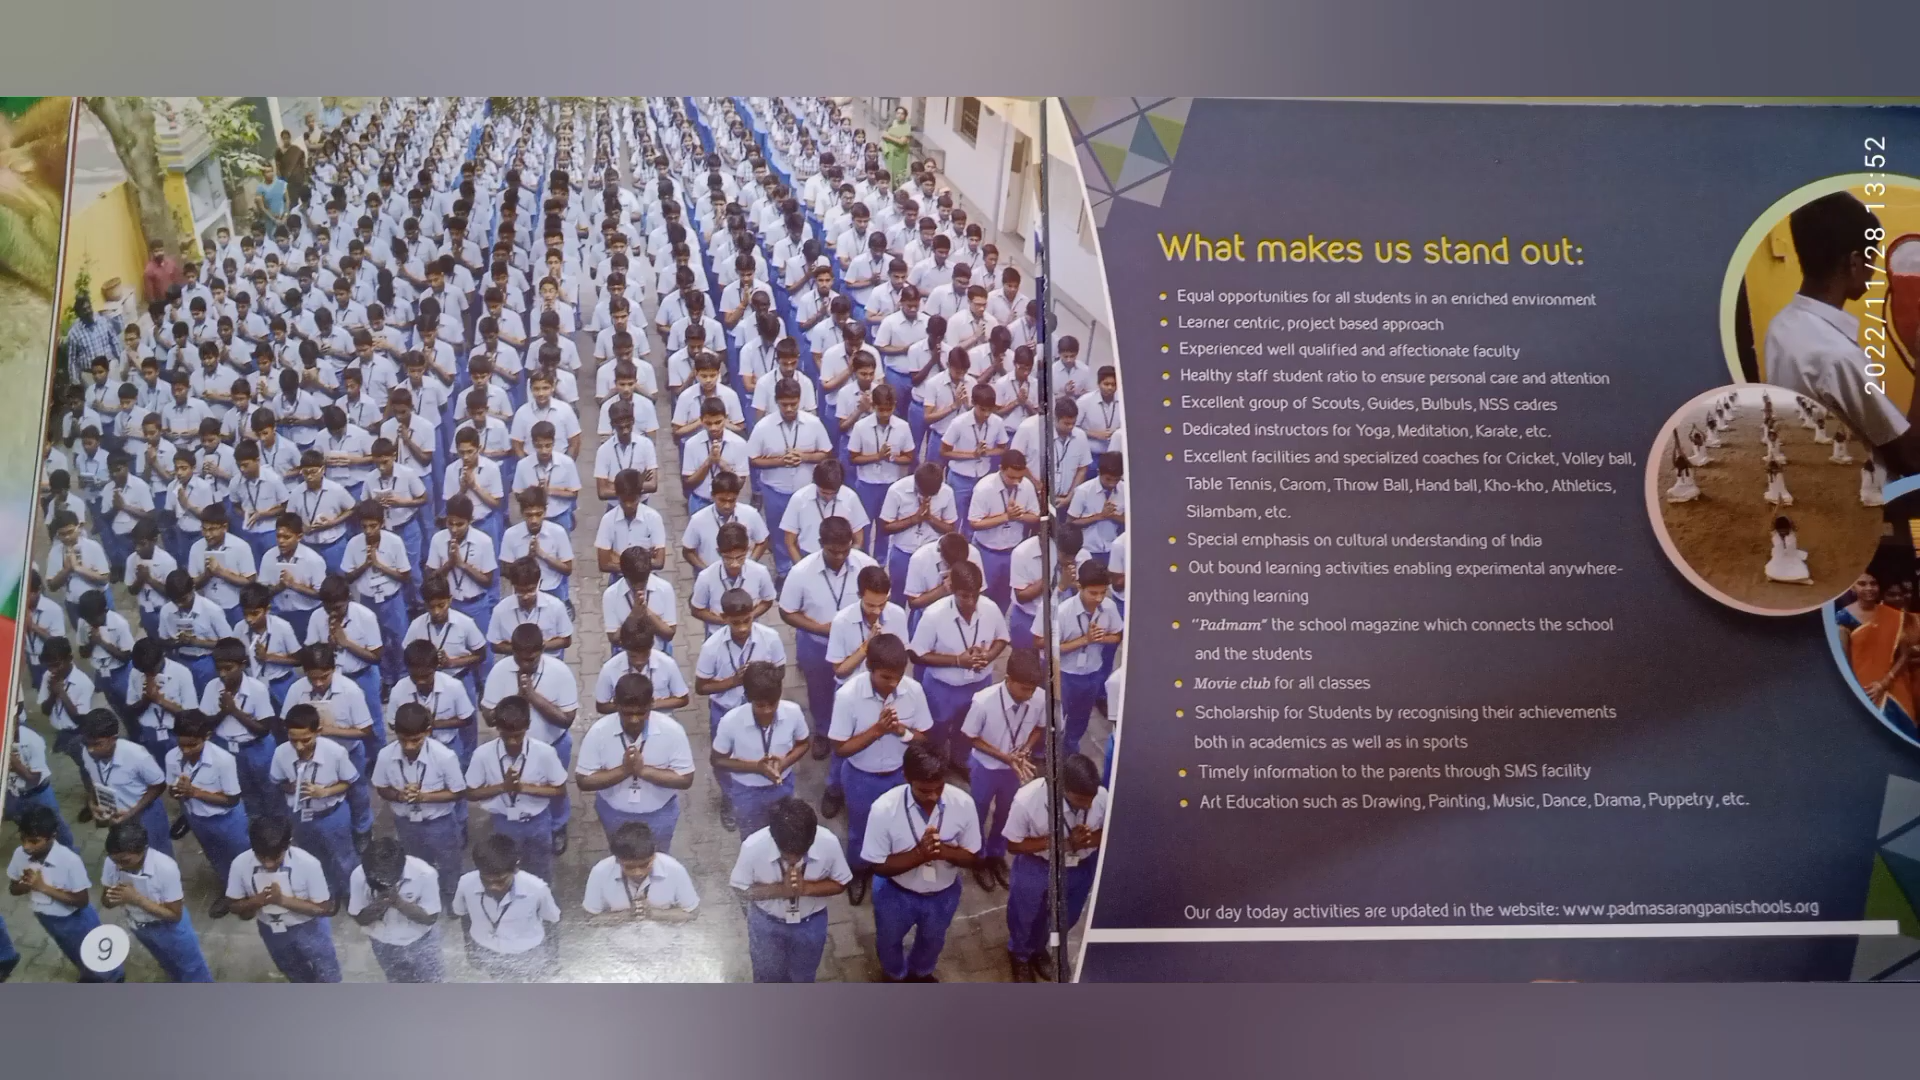 What makes us stand out:
• Equal opportunities for all students in an enriched environment
• Learner centric, project based approach
• Experienced well qualified and affectionate faculty
• Healthy staff student ratio to ensure personal care and attention
• Excellent group of Scouts, Guides, Bulbuls, NSS cadres
• Dedicated instructors for Yoga, Meditation, Karate, etc.
• Excellent facilities and specialized coaches for Cricket, Volley ball,
Table Tennis, Carom, Throw Ball, Hand ball, Kho-kho, Athletics,
Silambam, etc.
• Special emphasis on cultural understanding of India
• Out bound learning activities enabling experimental anywhere-
anything learning
• "Padmam" the school magazine which connects the school
and the students
• Movie club for all classes
• Scholarship for Students by recognising their achievements
both in academics as well as in sports
• Timely information to the parents through SMS facility
• Art Education such as Drawing, Painting, Music, Dance, Drama, Puppetry, etc.
Our day today activities are updated in the website: www.padmasarangpanischools.org
9
2022/11/28 13:52